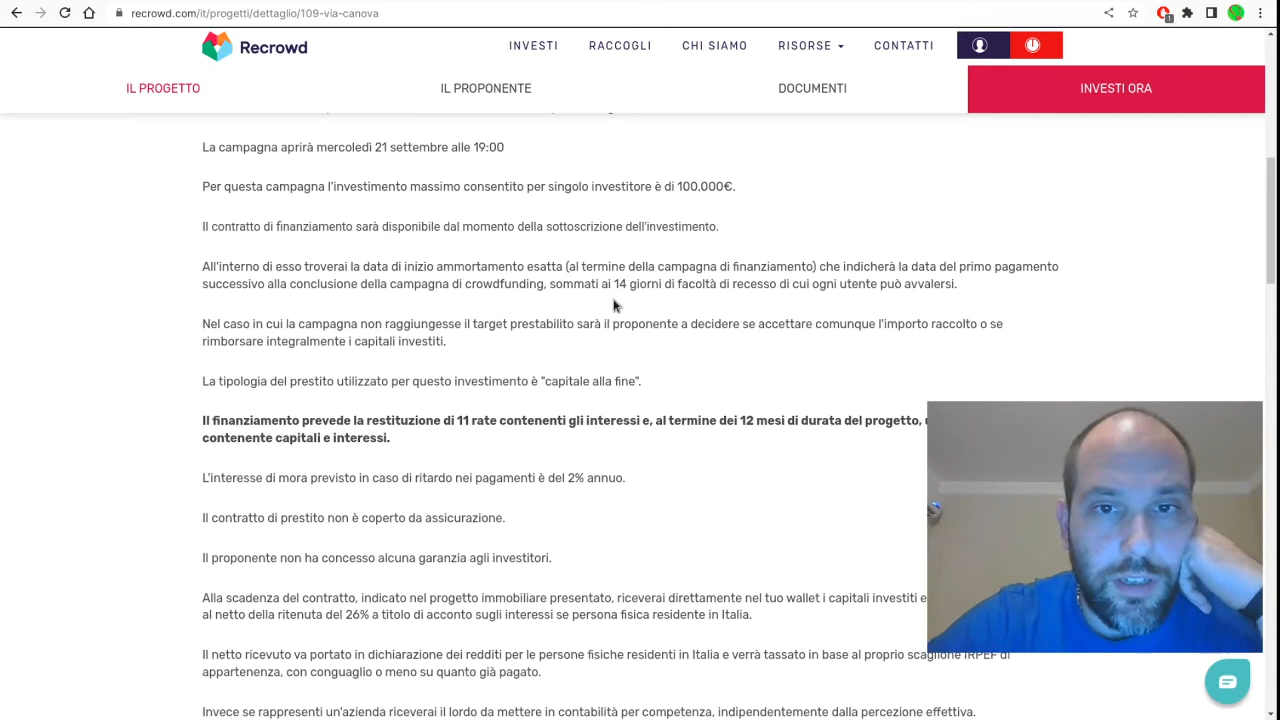 recrowd.com/it/progetti/dettaglio/109-via-canova
Recrowd
INVESTI RACCOGLI CHI SIAMO RISORSE CONTATTI
IL PROGETTO IL PROPONENTE DOCUMENTI INVESTI ORA
La campagna aprirà mercoledì 21 settembre alle 19:00
Per questa campagna l'investimento massimo consentito per singolo investitore è di 100.000€.
Il contratto di finanziamento sarà disponibile dal momento della sottoscrizione dell'investimento.
All'interno di esso troverai la data di inizio ammortamento esatta (al termine della campagna di finanziamento) che indicherà la data del primo pagamento
successivo alla conclusione della campagna di crowdfunding, sommati ai 14 giorni di facoltà di recesso di cui ogni utente può avvalersi.
Nel caso in cui la campagna non raggiungesse il target prestabilito sarà il proponente a decidere se accettare comunque l'importo raccolto o se
rimborsare integralmente i capitali investiti.
La tipologia del prestito utilizzato per questo investimento è "capitale alla fine".
Il finanziamento prevede la restituzione di 11 rate contenenti gli interessi e, al termine dei 12 mesi di durata del progetto,
contenente capitali e interessi.
L'interesse di mora previsto in caso di ritardo nei pagamenti è del 2% annuo.
Il contratto di prestito non è coperto da assicurazione.
Il proponente non ha concesso alcuna garanzia agli investitori.
Alla scadenza del contratto, indicato nel progetto immobiliare presentato, riceverai direttamente nel tuo wallet i capitali investiti e
al netto della ritenuta del 26% a titolo di acconto sugli interessi se persona fisica residente in Italia.
Il netto ricevuto va portato in dichiarazione dei redditi per le persone fisiche residenti in Italia e verrà tassato in base al proprio scaglione IRPEF di
appartenenza, con conguaglio o meno su quanto già pagato.
Invece se rappresenti un'azienda riceverai il lordo da mettere in contabilità per competenza, indipendentemente dalla percezione effettiva.